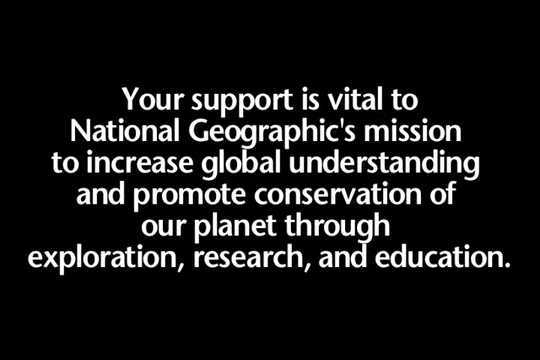 Your support is vital to
National Geographic's mission
to increase global understanding
and promote conservation of
our planet through
exploration, research, and education.